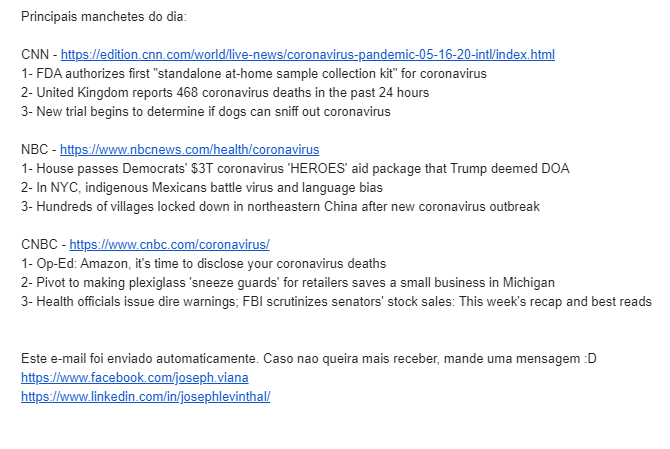 Principais manchetes do dia:
CNN - https://edition.cnn.com/world/live-news/coronavirus-pandemic-05-16-20-intl/index.html
1- FDA authorizes first "standalone at-home sample collection kit" for coronavirus
2- United Kingdom reports 468 coronavirus deaths in the past 24 hours
3- New trial begins to determine if dogs can sniff out coronavirus
NBC - https://www.nbcnews.com/health/coronavirus
1- House passes Democrats' $3T coronavirus 'HEROES' aid package that Trump deemed DOA
2- In NYC, indigenous Mexicans battle virus and language bias
3- Hundreds of villages locked down in northeastern China after new coronavirus outbreak
CNBC - https://www.cnbc.com/coronavirus/
1- Op-Ed: Amazon, it's time to disclose your coronavirus deaths
2- Pivot to making plexiglass 'sneeze guards' for retailers saves a small business in Michigan
3- Health officials issue dire warnings; FBI scrutinizes senators' stock sales: This week's recap and best reads
Este e-mail foi enviado automaticamente. Caso nao queira mais receber, mande uma mensagem :D
https://www.facebook.com/joseph.viana
https://www.linkedin.com/in/josephlevinthal/